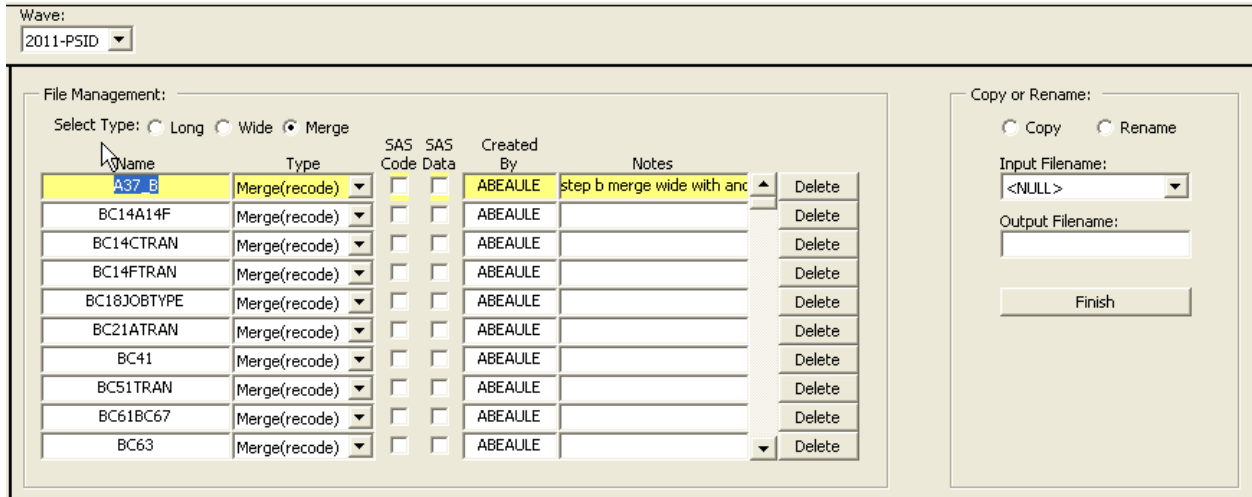 Wave:
2011-PSID
File Management:
Select Type: Long Wide Merge
Name Type SAS Code SAS Data Created By Notes
A37_B Merge(recode) ABEAULE step b merge wide with anc Delete
BC14A14F Merge(recode) ABEAULE Delete
BC14CTRAN Merge(recode) ABEAULE Delete
BC14FTRAN Merge(recode) ABEAULE Delete
BC18JOBTYPE Merge(recode) ABEAULE Delete
BC21ATRAN Merge(recode) ABEAULE Delete
BC41 Merge(recode) ABEAULE Delete
BC51TRAN Merge(recode) ABEAULE Delete
BC61BC67 Merge(recode) ABEAULE Delete
BC63 Merge(recode) ABEAULE Delete
Copy or Rename:
Copy Rename
Input Filename:
<NULL>
Output Filename:
Finish